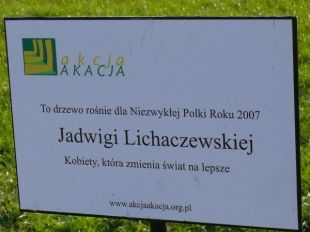 akcja
AKACJA
To drzewo rośnie dla Niezwykłej Polki Roku 2007
Jadwigi Lichaczewskiej
Kobiety, która zmienia świat na lepsze
www.akcjaakacja.org.pl